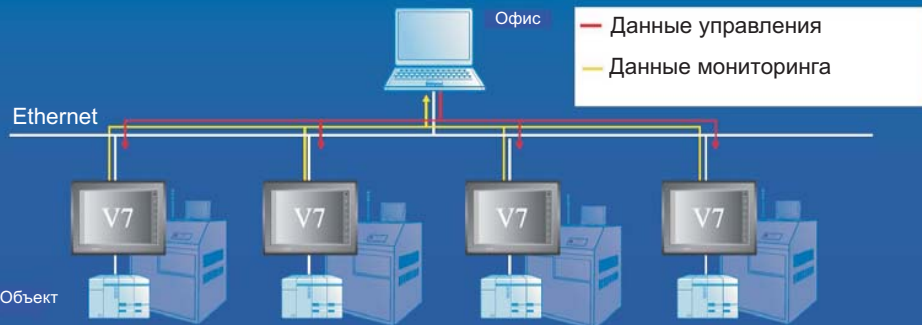 Офис
Данные управления
Данные мониторинга
Ethernet
V7
V7
V7
V7
Объект